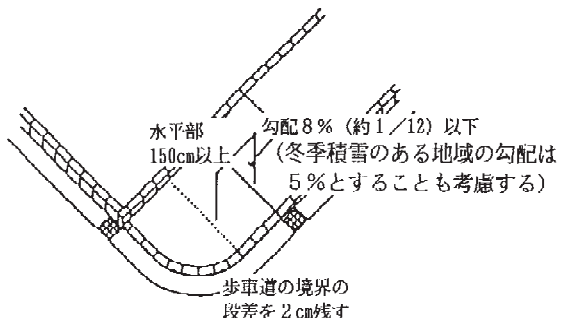 水平部
150cm以上
勾配8%（約1／12）以下
（冬季積雪のある地域の勾配は
5%とすることも考慮する）
歩車道の境界の
段差を2cm残す